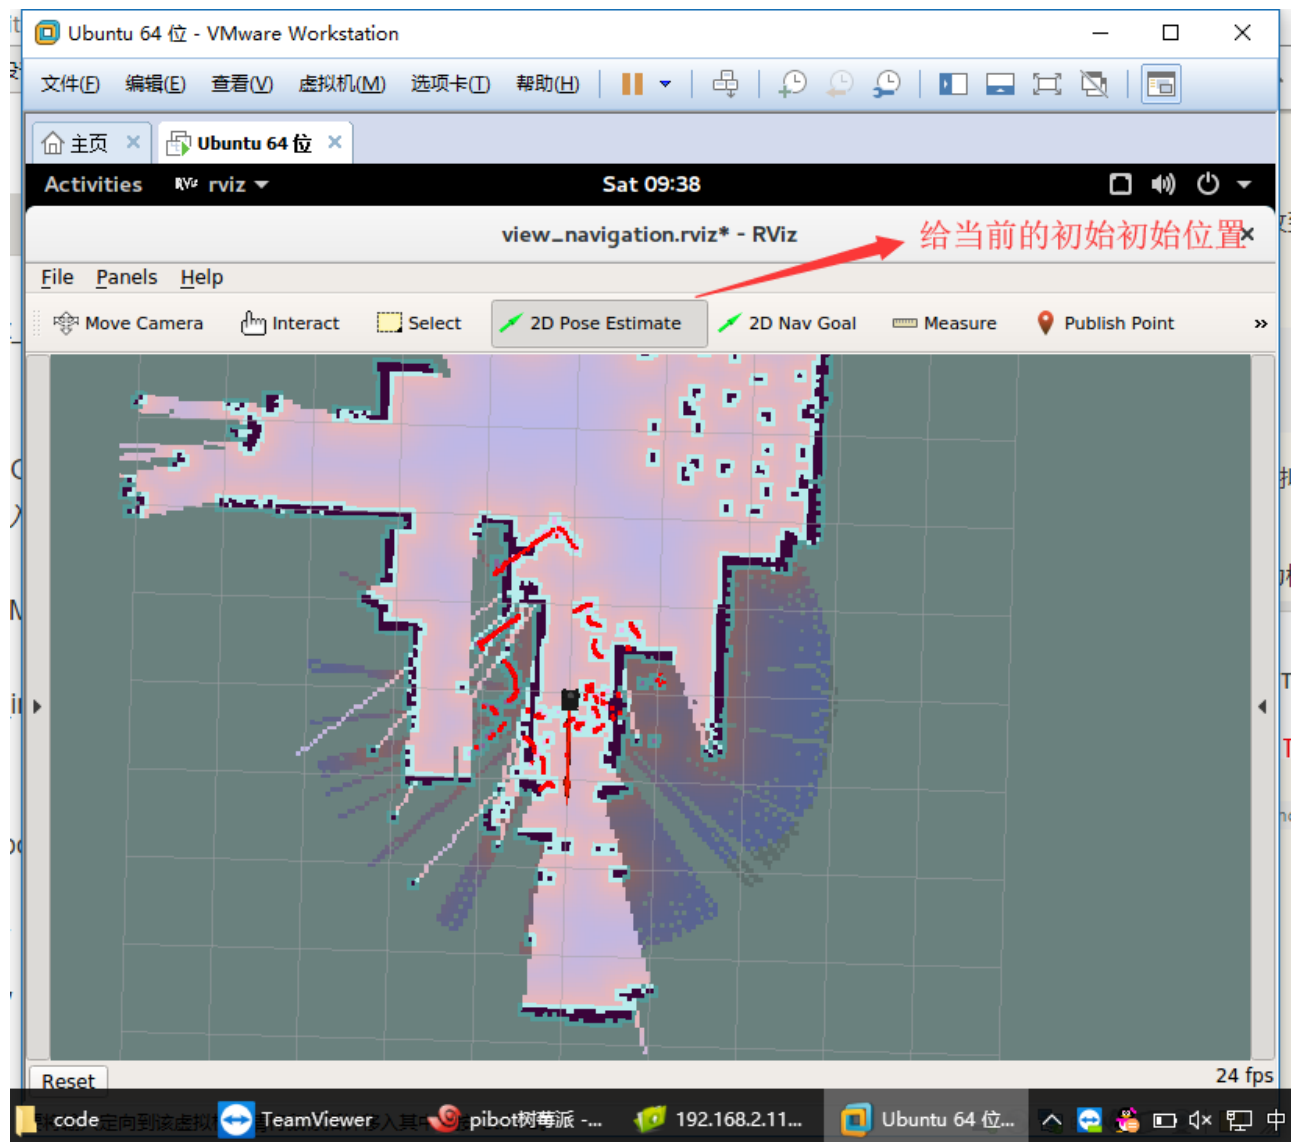 Ubuntu 64 位 - VMware Workstation
文件(F) 编辑(E) 查看(V) 虚拟机(M) 选项卡(T) 帮助(H)
主页 Ubuntu 64 位
Activities rviz Sat 09:38
view_navigation.rviz* - RViz
给当前的初始初始位置
File Panels Help
Move Camera Interact Select 2D Pose Estimate 2D Nav Goal Measure Publish Point »
Reset
24 fps
code TeamViewer pibot树莓派 -... 192.168.2.11... Ubuntu 64 位... 中